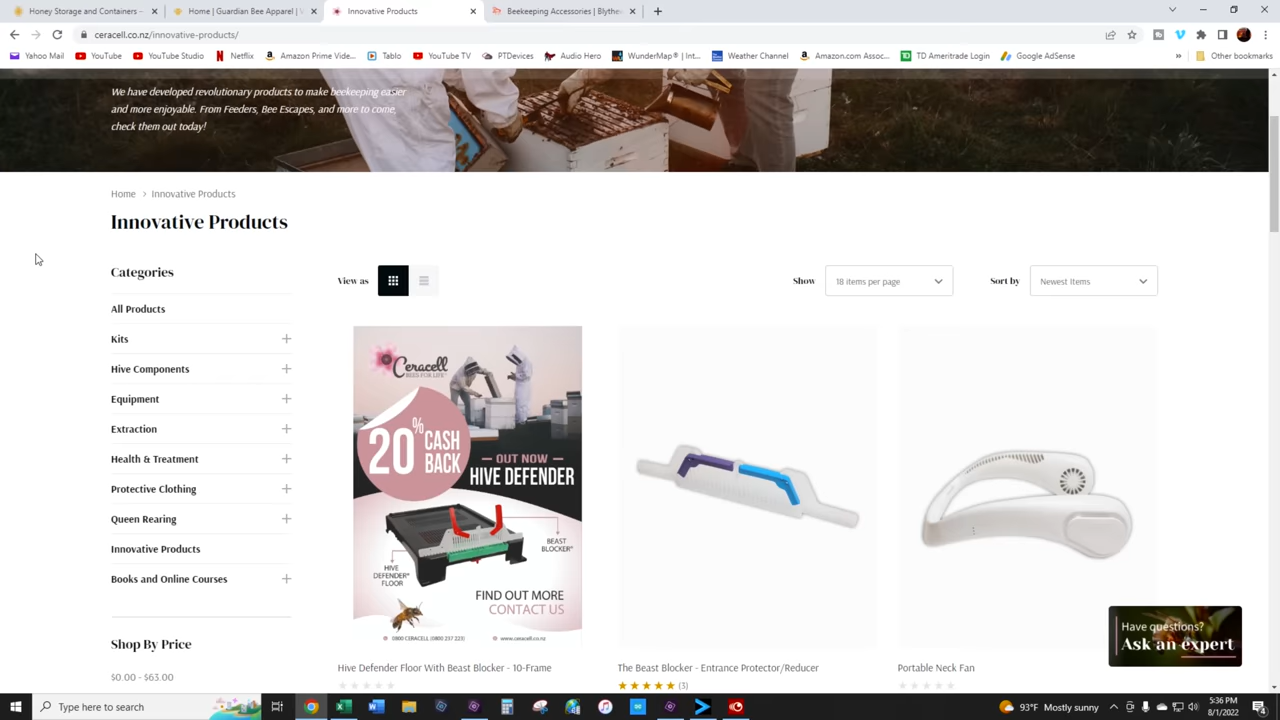 Honey Storage Systems
Home | Guardian Bee Apparel |
Innovative Products
Beekeeping Accessories | Blythe
ceracell.co.nz/innovative-products/
Yahoo Mail
YouTube
YouTube Studio
Netflix
Amazon Prime Vide...
Tablo
YouTube TV
PTDevices
Audio Hero
WunderMap® | Int...
Weather Channel
Amazon.com Assoc...
TD Ameritrade Login
Google AdSense
»
Other bookmarks
We have developed revolutionary products to make beekeeping easier
and more enjoyable. From Feeders, Bee Escapes, and more to come,
check them out today!
Home > Innovative Products
Innovative Products
Categories
All Products
Kits
Hive Components
Equipment
Extraction
Health & Treatment
Protective Clothing
Queen Rearing
Innovative Products
Books and Online Courses
Shop By Price
$0.00 - $63.00
View as
Show
18 items per page
Sort by
Newest Items
Ceracell
BEES FOR LIFE
20% CASH
BACK
— OUT NOW —
HIVE DEFENDER
BEAST
BLOCKER®
HIVE
DEFENDER®
FLOOR
FIND OUT MORE
CONTACT US
0800 CERACELL (0800 237 223)
www.ceracell.co.nz
Hive Defender Floor With Beast Blocker - 10-Frame
The Beast Blocker - Entrance Protector/Reducer
(3)
Portable Neck Fan
Have questions?
Ask an expert
Type here to search
93°F Mostly sunny
5:36 PM
8/1/2022